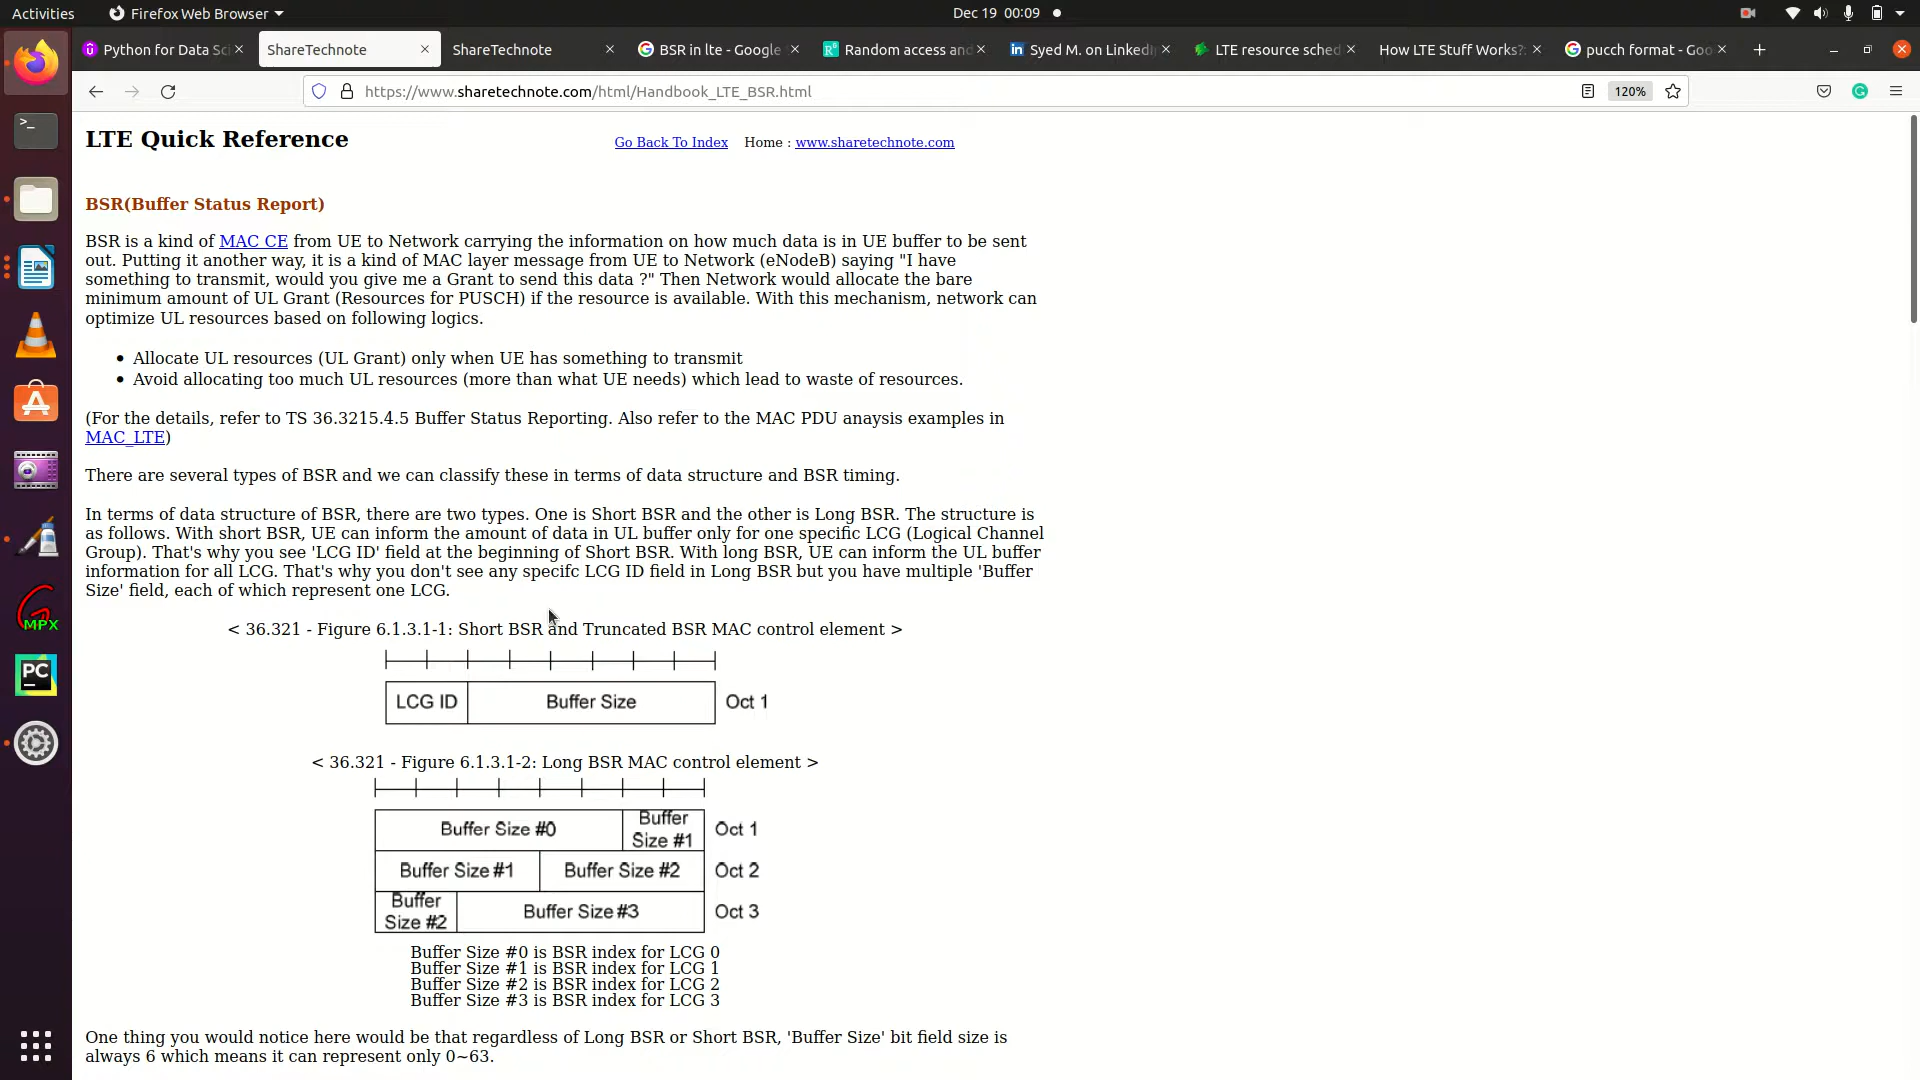 Activities Firefox Web Browser Dec 19 00:09
Python for Data Sci ShareTechnote ShareTechnote BSR in lte - Google Random access and Syed M. on LinkedIn LTE resource sched How LTE Stuff Works?: pucch format - Goo
https://www.sharetechnote.com/html/Handbook_LTE_BSR.html 120%
LTE Quick Reference Go Back To Index Home : www.sharetechnote.com
BSR(Buffer Status Report)
BSR is a kind of MAC CE from UE to Network carrying the information on how much data is in UE buffer to be sent
out. Putting it another way, it is a kind of MAC layer message from UE to Network (eNodeB) saying "I have
something to transmit, would you give me a Grant to send this data ?" Then Network would allocate the bare
minimum amount of UL Grant (Resources for PUSCH) if the resource is available. With this mechanism, network can
optimize UL resources based on following logics.
• Allocate UL resources (UL Grant) only when UE has something to transmit
• Avoid allocating too much UL resources (more than what UE needs) which lead to waste of resources.
(For the details, refer to TS 36.3215.4.5 Buffer Status Reporting. Also refer to the MAC PDU anaysis examples in
MAC_LTE)
There are several types of BSR and we can classify these in terms of data structure and BSR timing.
In terms of data structure of BSR, there are two types. One is Short BSR and the other is Long BSR. The structure is
as follows. With short BSR, UE can inform the amount of data in UL buffer only for one specific LCG (Logical Channel
Group). That's why you see 'LCG ID' field at the beginning of Short BSR. With long BSR, UE can inform the UL buffer
information for all LCG. That's why you don't see any specifc LCG ID field in Long BSR but you have multiple 'Buffer
Size' field, each of which represent one LCG.
< 36.321 - Figure 6.1.3.1-1: Short BSR and Truncated BSR MAC control element >
LCG ID Buffer Size Oct 1
< 36.321 - Figure 6.1.3.1-2: Long BSR MAC control element >
Buffer Size #0 Buffer Size #1 Oct 1
Buffer Size #1 Buffer Size #2 Oct 2
Buffer Size #2 Buffer Size #3 Oct 3
Buffer Size #0 is BSR index for LCG 0
Buffer Size #1 is BSR index for LCG 1
Buffer Size #2 is BSR index for LCG 2
Buffer Size #3 is BSR index for LCG 3
One thing you would notice here would be that regardless of Long BSR or Short BSR, 'Buffer Size' bit field size is
always 6 which means it can represent only 0~63.
MPX
PC